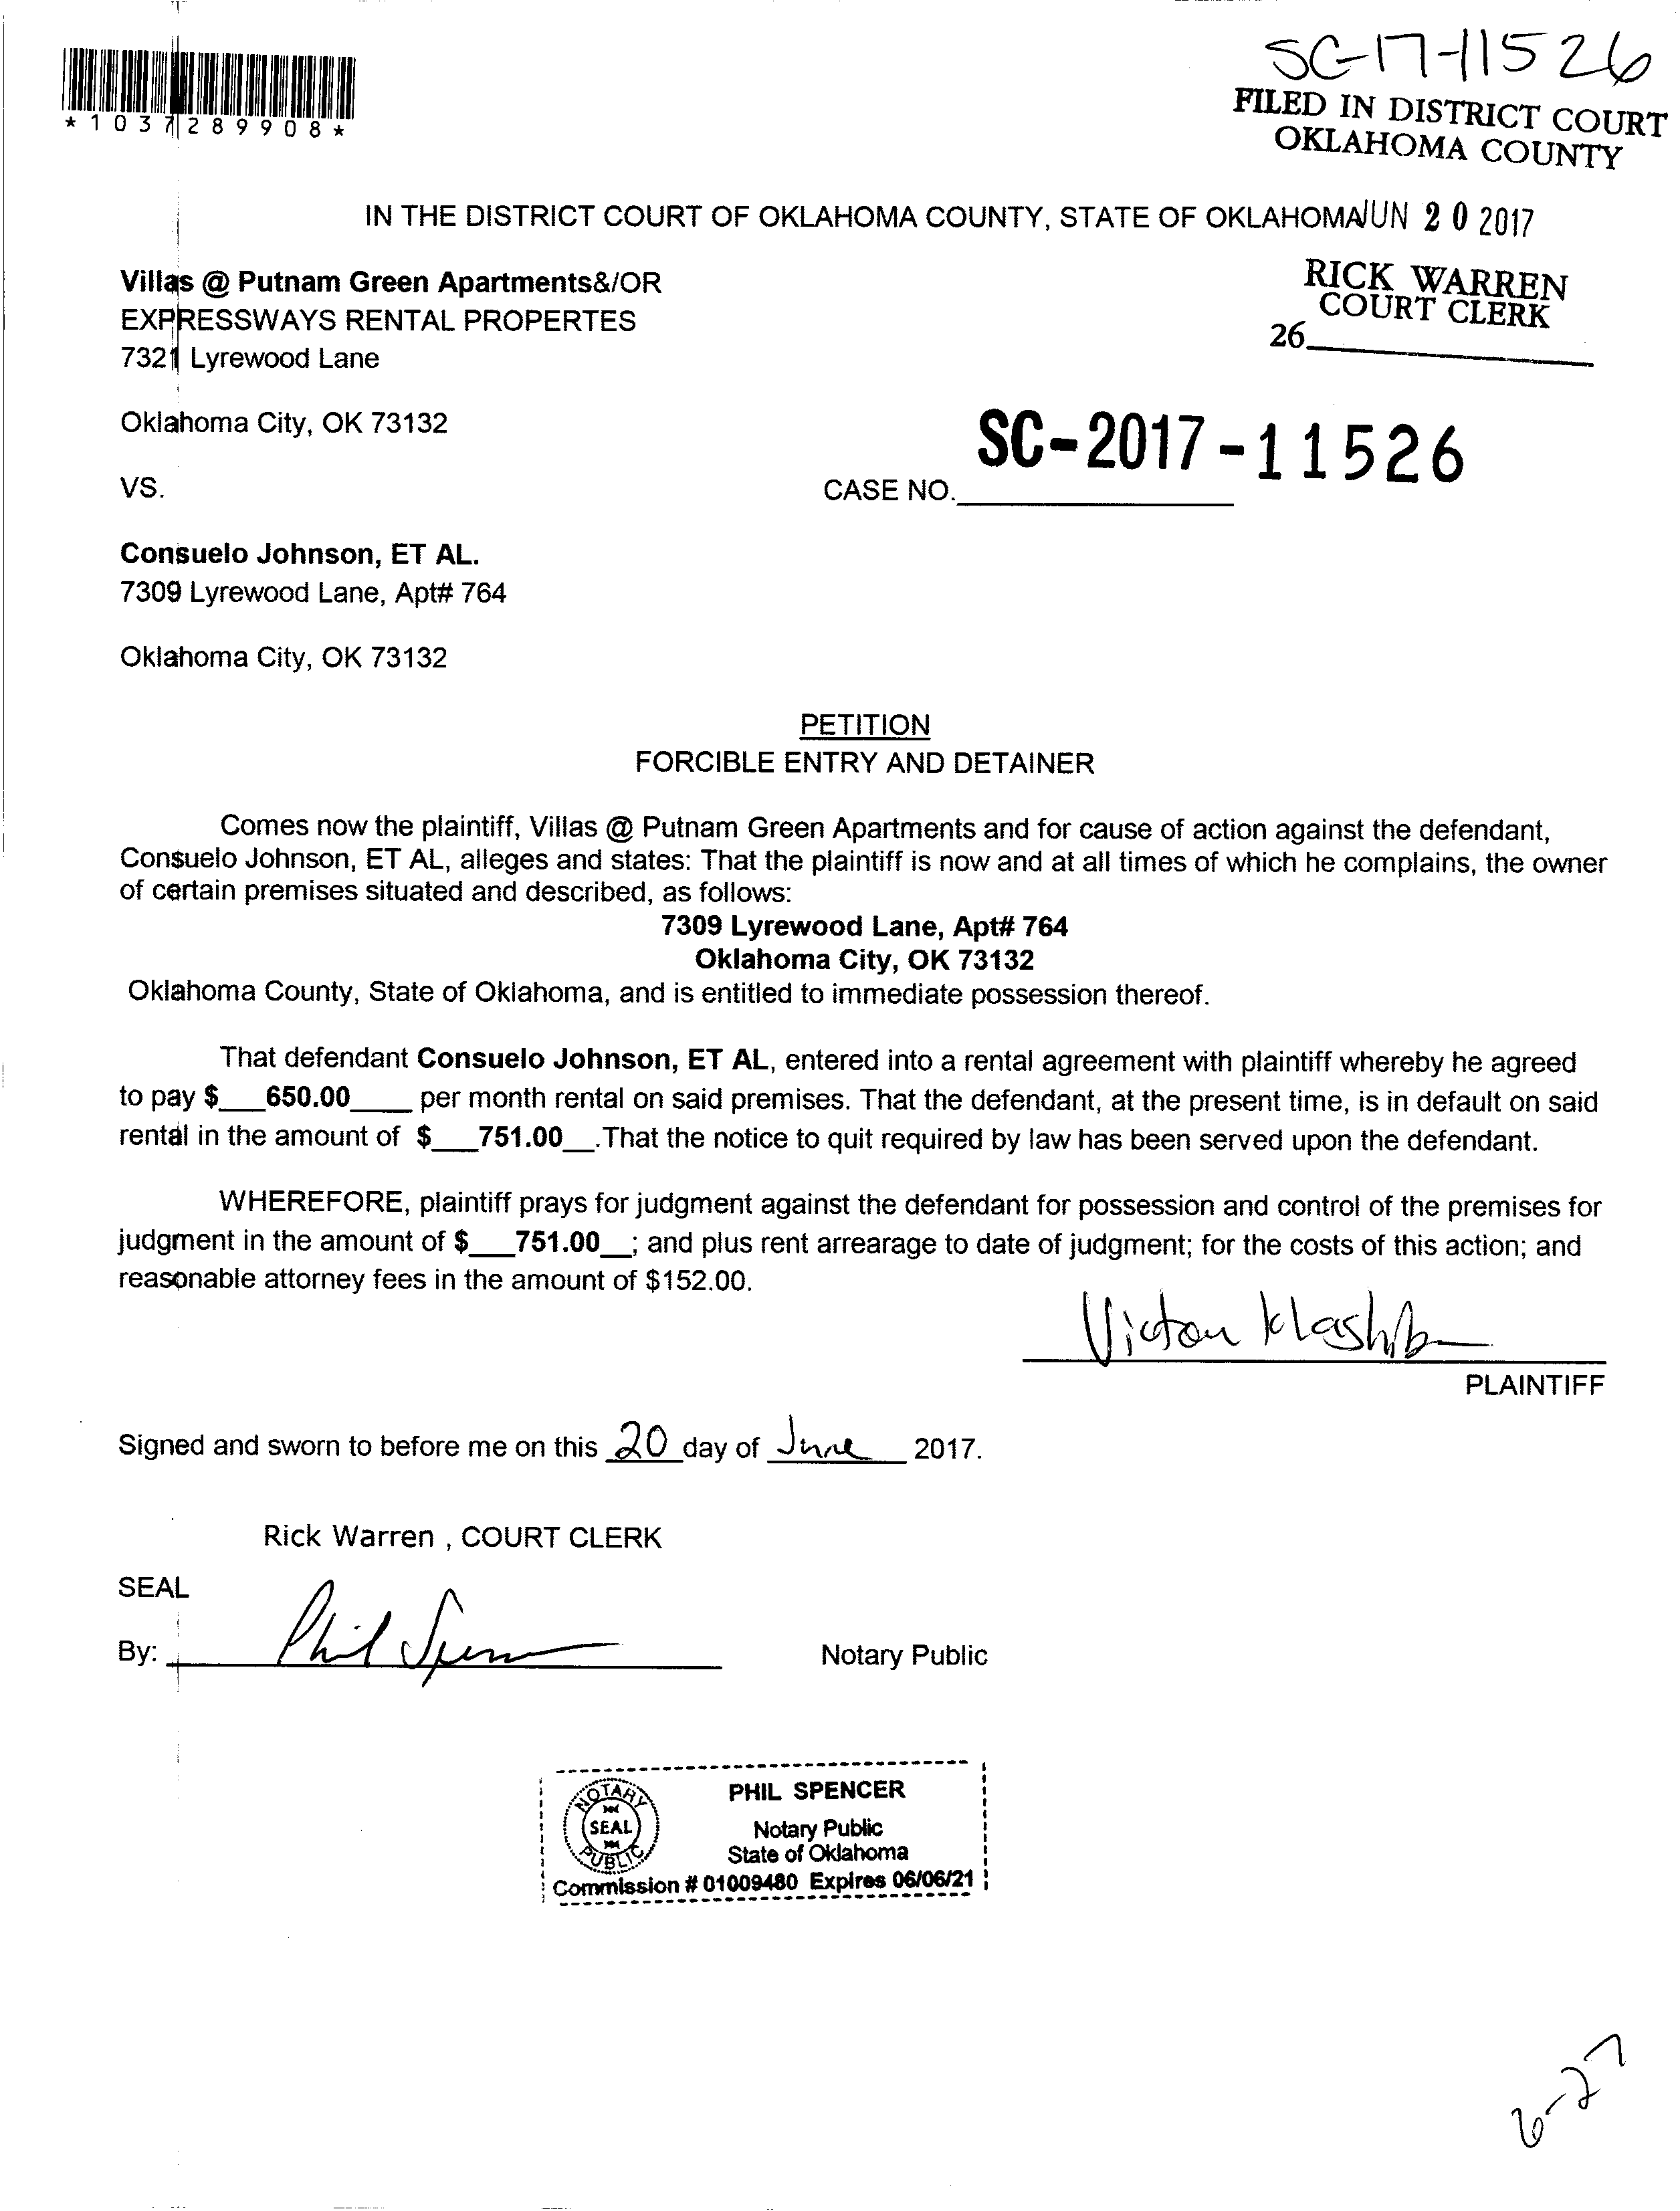 SC-17-11526
*1037289908*
FILED IN DISTRICT COURT
OKLAHOMA COUNTY
IN THE DISTRICT COURT OF OKLAHOMA COUNTY, STATE OF OKLAHOMA JUN 20 2017
Villas @ Putnam Green Apartments&/OR
EXPRESSWAYS RENTAL PROPERTES
7321 Lyrewood Lane
RICK WARREN
COURT CLERK
26
Oklahoma City, OK 73132
SC-2017-11526
VS.
CASE NO.
Consuelo Johnson, ET AL.
7309 Lyrewood Lane, Apt# 764
Oklahoma City, OK 73132
PETITION
FORCIBLE ENTRY AND DETAINER
Comes now the plaintiff, Villas @ Putnam Green Apartments and for cause of action against the defendant,
Consuelo Johnson, ET AL, alleges and states: That the plaintiff is now and at all times of which he complains, the owner
of certain premises situated and described, as follows:
7309 Lyrewood Lane, Apt# 764
Oklahoma City, OK 73132
Oklahoma County, State of Oklahoma, and is entitled to immediate possession thereof.
That defendant Consuelo Johnson, ET AL, entered into a rental agreement with plaintiff whereby he agreed
to pay $___650.00____ per month rental on said premises. That the defendant, at the present time, is in default on said
rental in the amount of $___751.00__.That the notice to quit required by law has been served upon the defendant.
WHEREFORE, plaintiff prays for judgment against the defendant for possession and control of the premises for
judgment in the amount of $___751.00__; and plus rent arrearage to date of judgment; for the costs of this action; and
reasonable attorney fees in the amount of $152.00.
PLAINTIFF
Signed and sworn to before me on this 20 day of June 2017.
Rick Warren , COURT CLERK
SEAL
By: Phil Spencer Notary Public
NOTARY SEAL PUBLIC
PHIL SPENCER
Notary Public
State of Oklahoma
Commission # 01009480 Expires 06/06/21
6-27